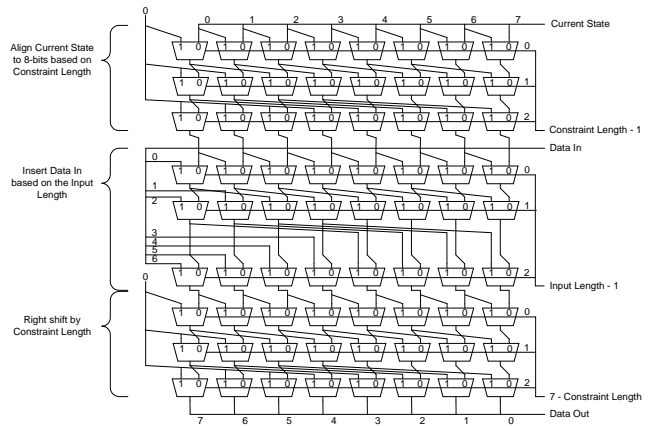 0
0 1 2 3 4 5 6 7 Current State
Align Current State
to 8-bits based on
Constraint Length
1 0 1 0 1 0 1 0 1 0 1 0 1 0 1 0 0
1 0 1 0 1 0 1 0 1 0 1 0 1 0 1 0 1
1 0 1 0 1 0 1 0 1 0 1 0 1 0 1 0 2
Constraint Length - 1
Data In
Insert Data In
based on the Input
Length
0
1 0 1 0 1 0 1 0 1 0 1 0 1 0 1 0 0
1
2
1 0 1 0 1 0 1 0 1 0 1 0 1 0 1 0 1
3
4
5
6
1 0 1 0 1 0 1 0 1 0 1 0 1 0 1 0 2
Input Length - 1
0
Right shift by
Constraint Length
1 0 1 0 1 0 1 0 1 0 1 0 1 0 1 0 0
1 0 1 0 1 0 1 0 1 0 1 0 1 0 1 0 1
1 0 1 0 1 0 1 0 1 0 1 0 1 0 1 0 2
7 - Constraint Length
7 6 5 4 3 2 1 0 Data Out